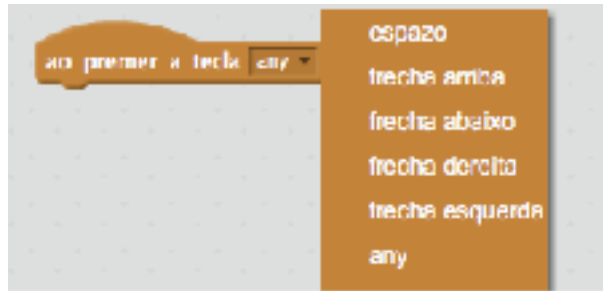 ao premer a tecla any
espazo
frecha arriba
frecha abaixo
frecha dereita
frecha esquerda
any